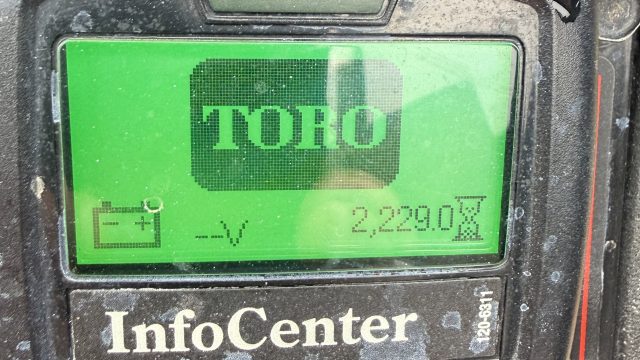 TORO
--V 2,229.0
InfoCenter
120-6311